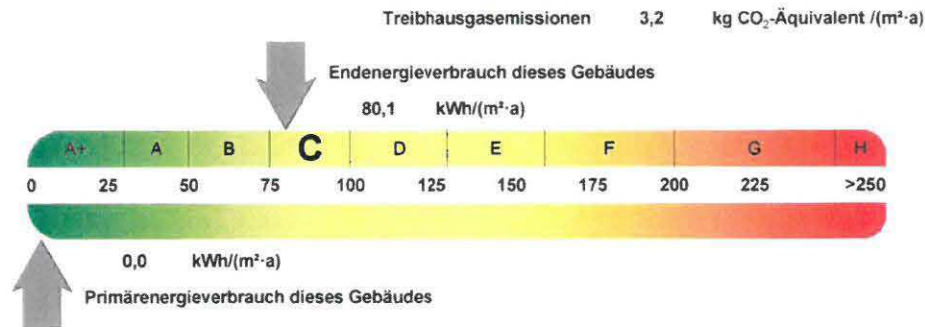 Treibhausgasemissionen 3,2 kg CO₂-Äquivalent /(m²·a)
Endenergieverbrauch dieses Gebäudes
80,1 kWh/(m²·a)
A+ A B C D E F G H
0 25 50 75 100 125 150 175 200 225 >250
0,0 kWh/(m²·a)
Primärenergieverbrauch dieses Gebäudes